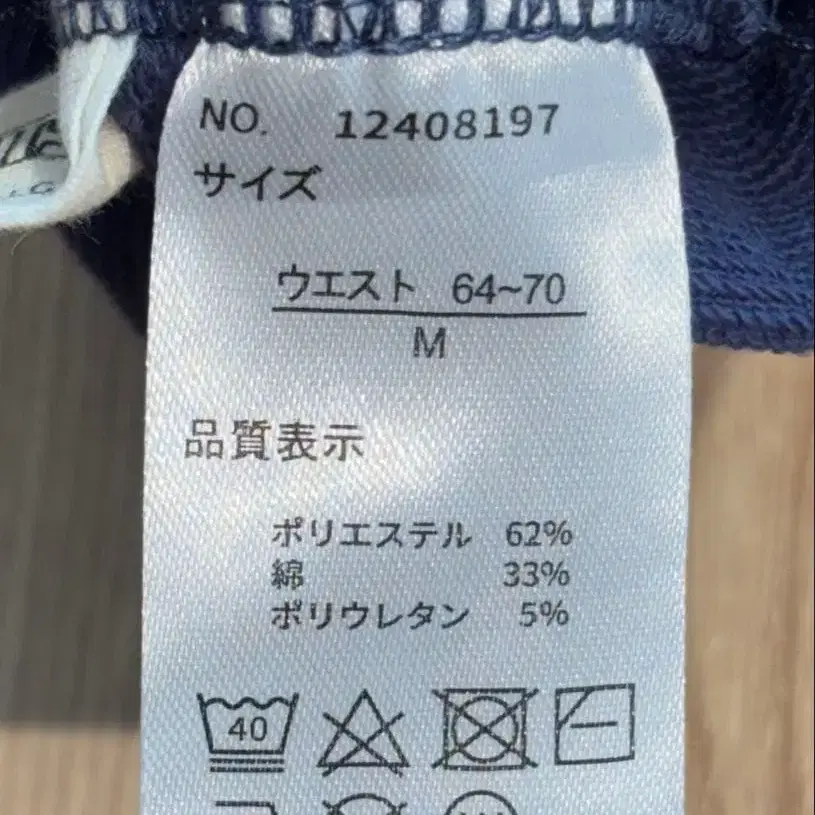 NO. 12408197
サイズ
ウエスト 64~70
M
品質表示
ポリエステル 62%
綿 33%
ポリウレタン 5%
40